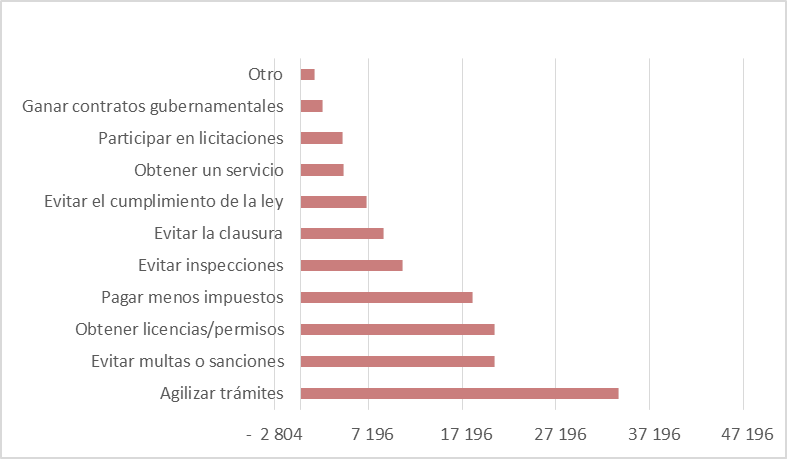 Otro
Ganar contratos gubernamentales
Participar en licitaciones
Obtener un servicio
Evitar el cumplimiento de la ley
Evitar la clausura
Evitar inspecciones
Pagar menos impuestos
Obtener licencias/permisos
Evitar multas o sanciones
Agilizar trámites
- 2 804 7 196 17 196 27 196 37 196 47 196